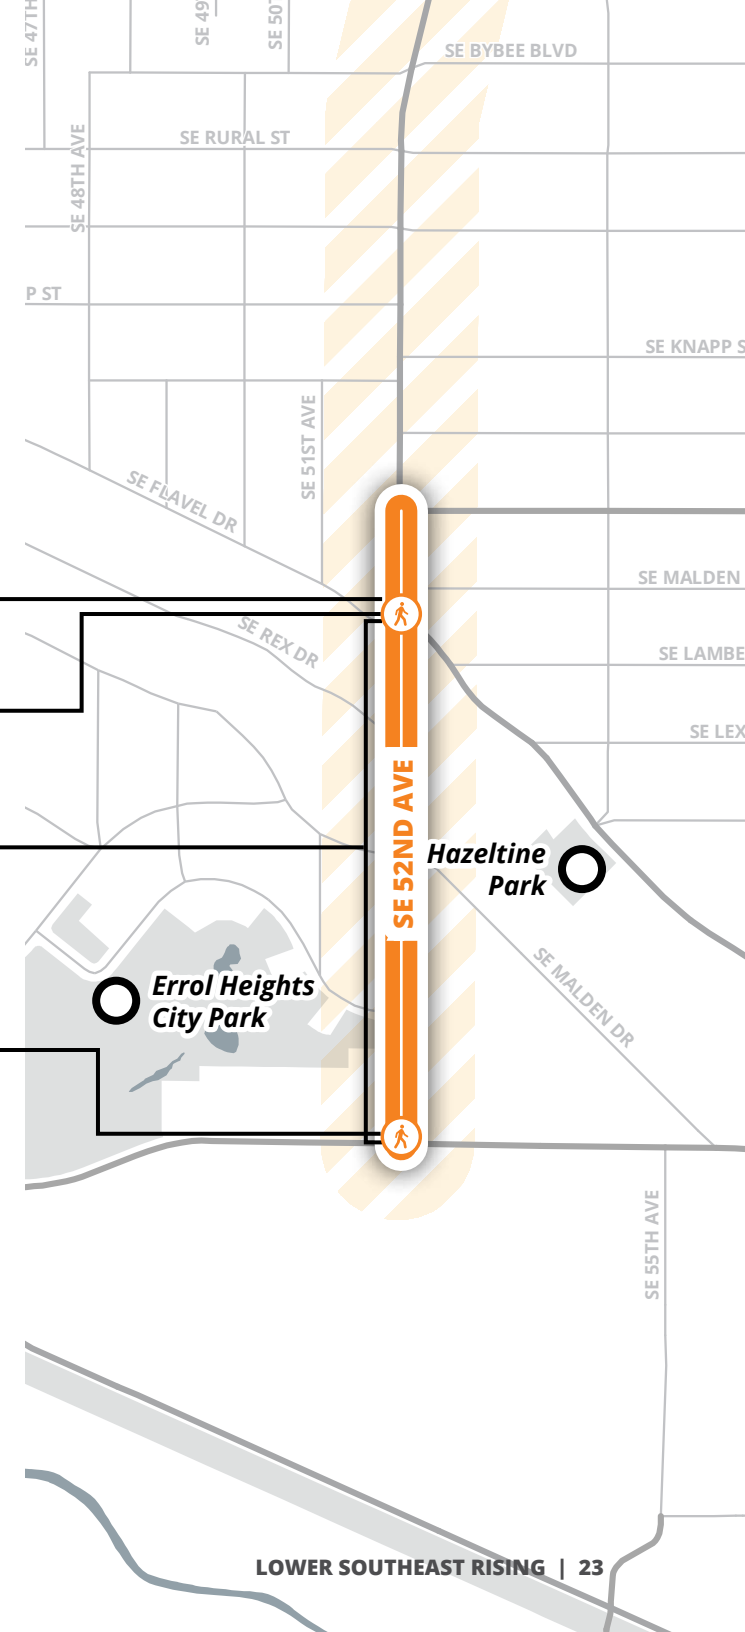 SE 47TH
SE 49
SE 50T
SE BYBEE BLVD
SE RURAL ST
SE 48TH AVE
P ST
SE KNAPP S
SE 51ST AVE
SE FLAVEL DR
SE MALDEN
SE REX DR
SE LAMBE
SE LEX
SE 52ND AVE
Hazeltine
Park
SE MALDEN DR
Errol Heights
City Park
SE 55TH AVE
LOWER SOUTHEAST RISING | 23